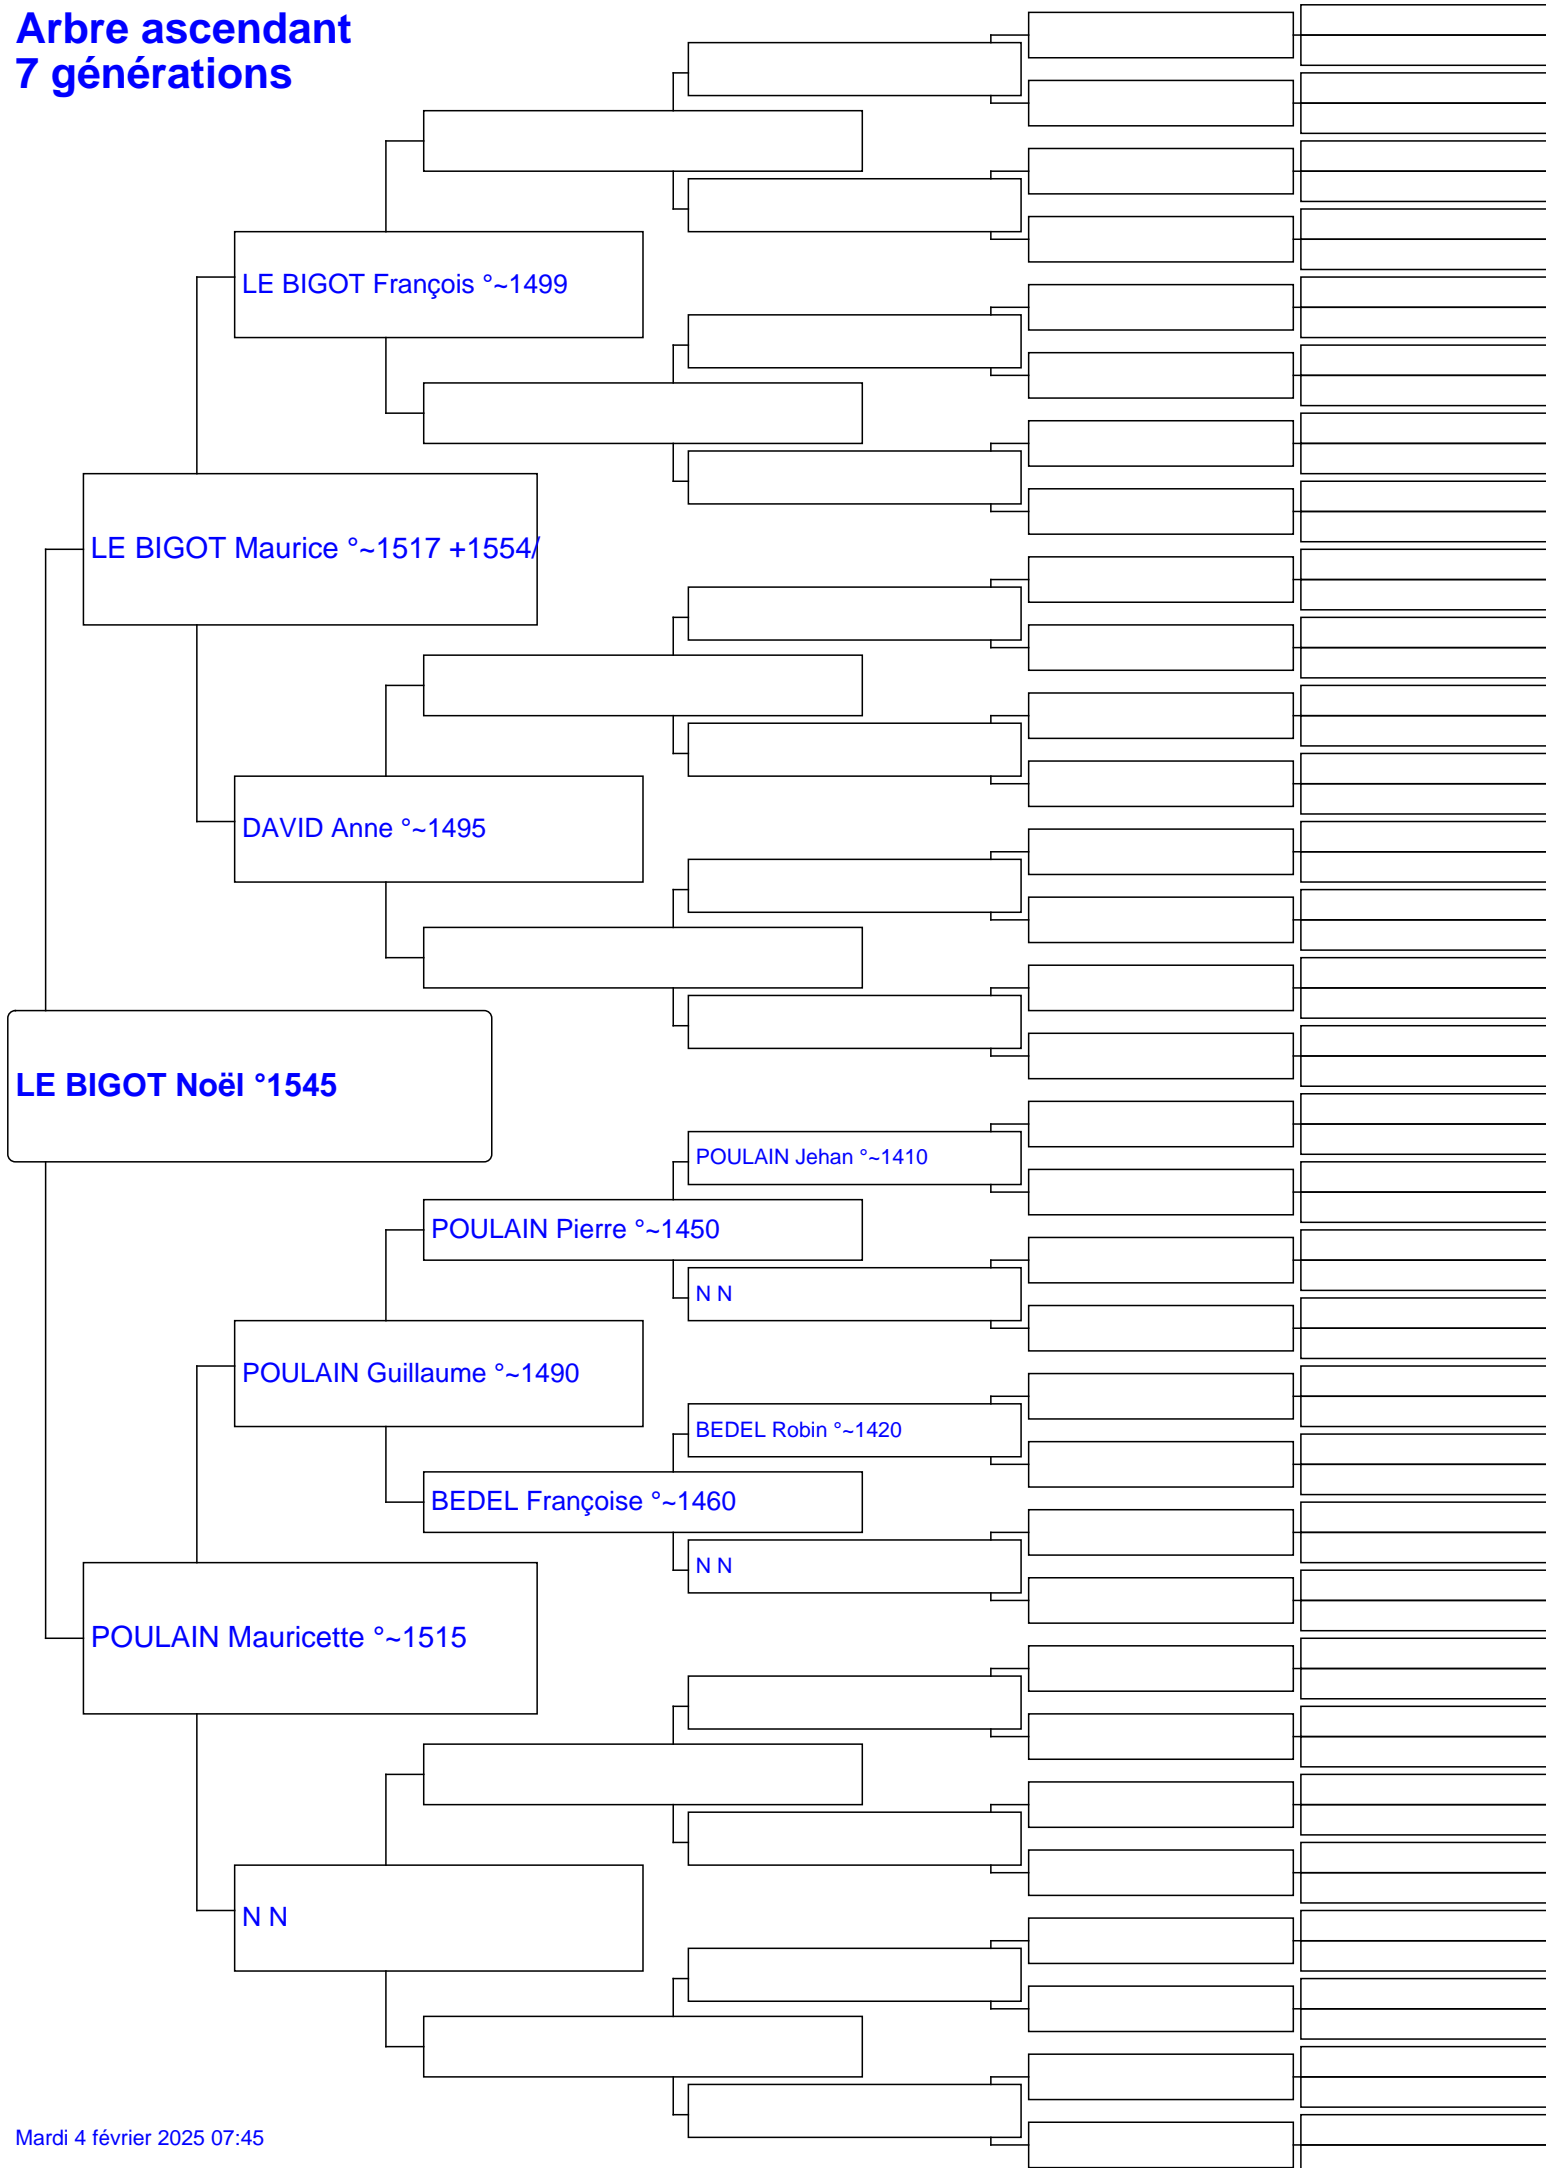 Arbre ascendant
7 générations
LE BIGOT François °~1499
LE BIGOT Maurice °~1517 +1554/
DAVID Anne °~1495
LE BIGOT Noël °1545
POULAIN Jehan °~1410
POULAIN Pierre °~1450
N N
POULAIN Guillaume °~1490
BEDEL Robin °~1420
BEDEL Françoise °~1460
N N
POULAIN Mauricette °~1515
N N
Mardi 4 février 2025 07:45